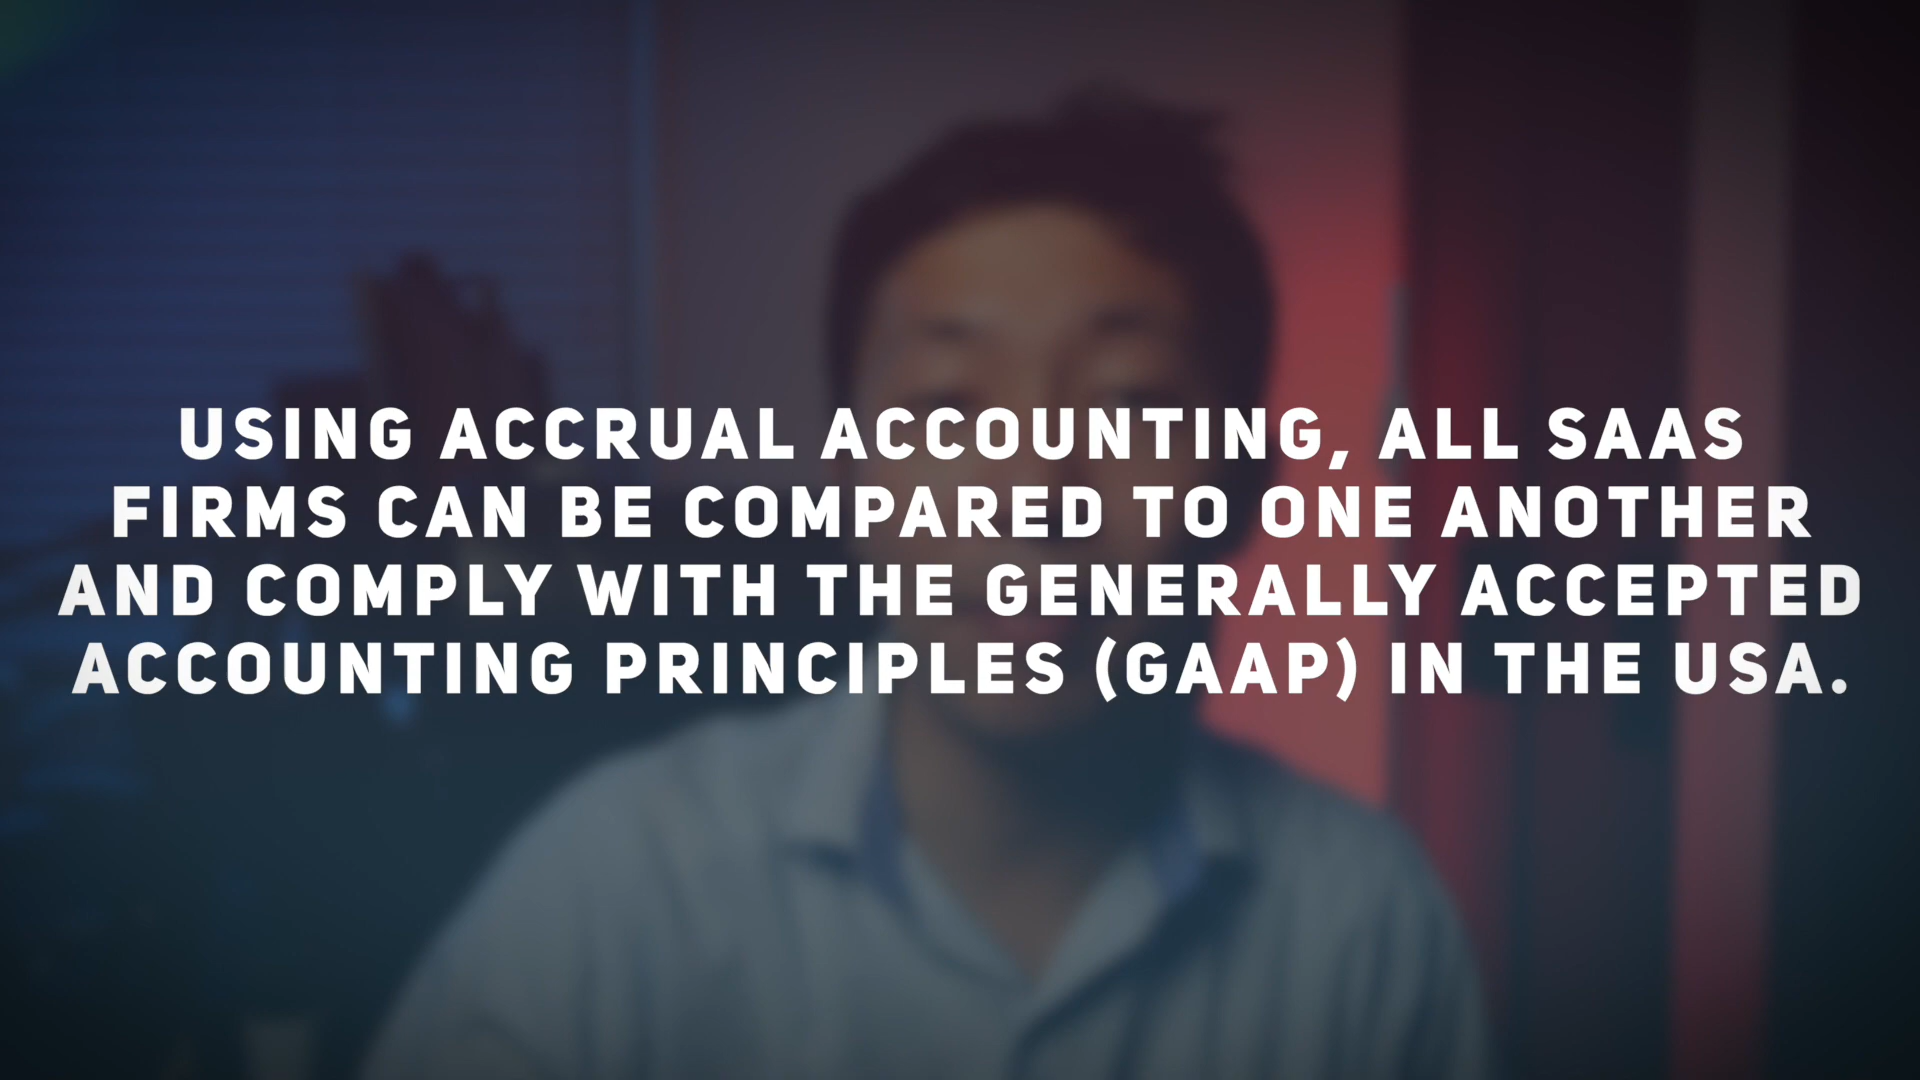 USING ACCRUAL ACCOUNTING, ALL SAAS
FIRMS CAN BE COMPARED TO ONE ANOTHER
AND COMPLY WITH THE GENERALLY ACCEPTED
ACCOUNTING PRINCIPLES (GAAP) IN THE USA.